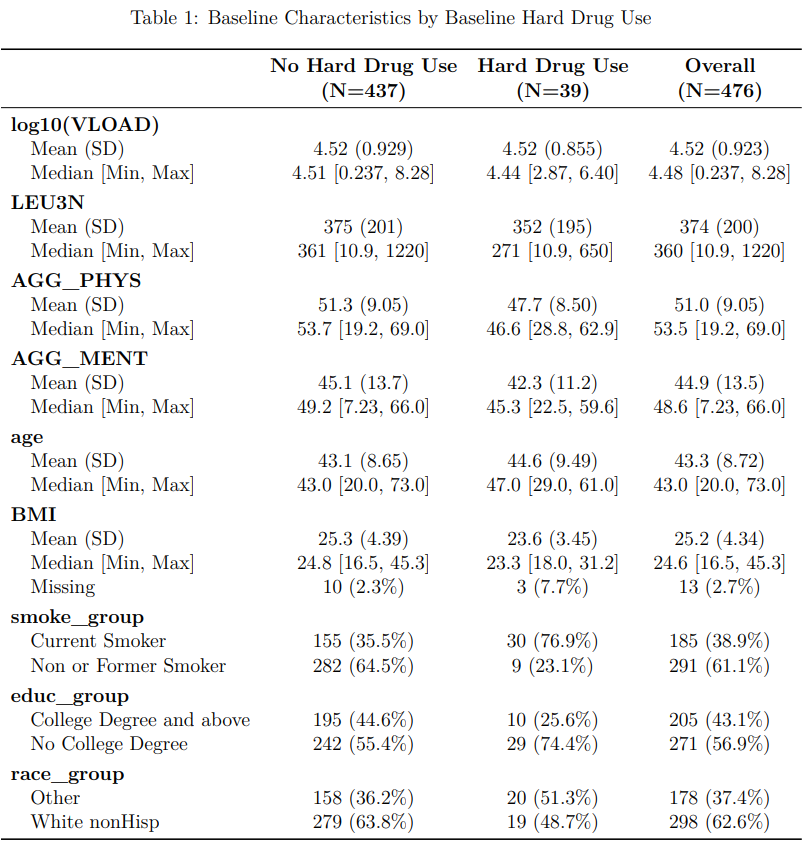 Table 1: Baseline Characteristics by Baseline Hard Drug Use
No Hard Drug Use Hard Drug Use Overall
(N=437) (N=39) (N=476)
log10(VLOAD)
Mean (SD) 4.52 (0.929) 4.52 (0.855) 4.52 (0.923)
Median [Min, Max] 4.51 [0.237, 8.28] 4.44 [2.87, 6.40] 4.48 [0.237, 8.28]
LEU3N
Mean (SD) 375 (201) 352 (195) 374 (200)
Median [Min, Max] 361 [10.9, 1220] 271 [10.9, 650] 360 [10.9, 1220]
AGG_PHYS
Mean (SD) 51.3 (9.05) 47.7 (8.50) 51.0 (9.05)
Median [Min, Max] 53.7 [19.2, 69.0] 46.6 [28.8, 62.9] 53.5 [19.2, 69.0]
AGG_MENT
Mean (SD) 45.1 (13.7) 42.3 (11.2) 44.9 (13.5)
Median [Min, Max] 49.2 [7.23, 66.0] 45.3 [22.5, 59.6] 48.6 [7.23, 66.0]
age
Mean (SD) 43.1 (8.65) 44.6 (9.49) 43.3 (8.72)
Median [Min, Max] 43.0 [20.0, 73.0] 47.0 [29.0, 61.0] 43.0 [20.0, 73.0]
BMI
Mean (SD) 25.3 (4.39) 23.6 (3.45) 25.2 (4.34)
Median [Min, Max] 24.8 [16.5, 45.3] 23.3 [18.0, 31.2] 24.6 [16.5, 45.3]
Missing 10 (2.3%) 3 (7.7%) 13 (2.7%)
smoke_group
Current Smoker 155 (35.5%) 30 (76.9%) 185 (38.9%)
Non or Former Smoker 282 (64.5%) 9 (23.1%) 291 (61.1%)
educ_group
College Degree and above 195 (44.6%) 10 (25.6%) 205 (43.1%)
No College Degree 242 (55.4%) 29 (74.4%) 271 (56.9%)
race_group
Other 158 (36.2%) 20 (51.3%) 178 (37.4%)
White nonHisp 279 (63.8%) 19 (48.7%) 298 (62.6%)